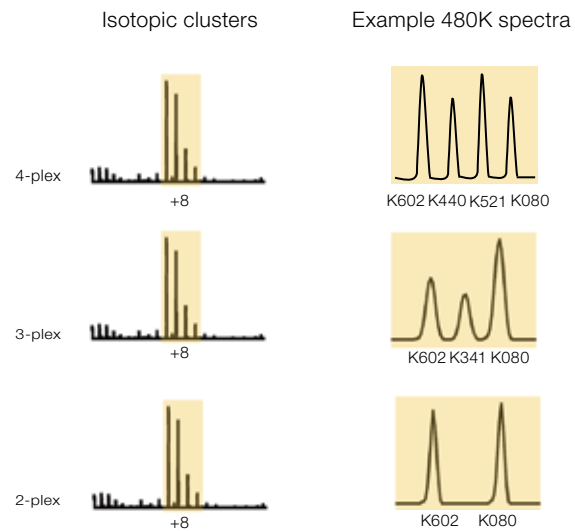 Isotopic clusters
Example 480K spectra
4-plex
+8
K602 K440 K521 K080
3-plex
+8
K602 K341 K080
2-plex
+8
K602 K080